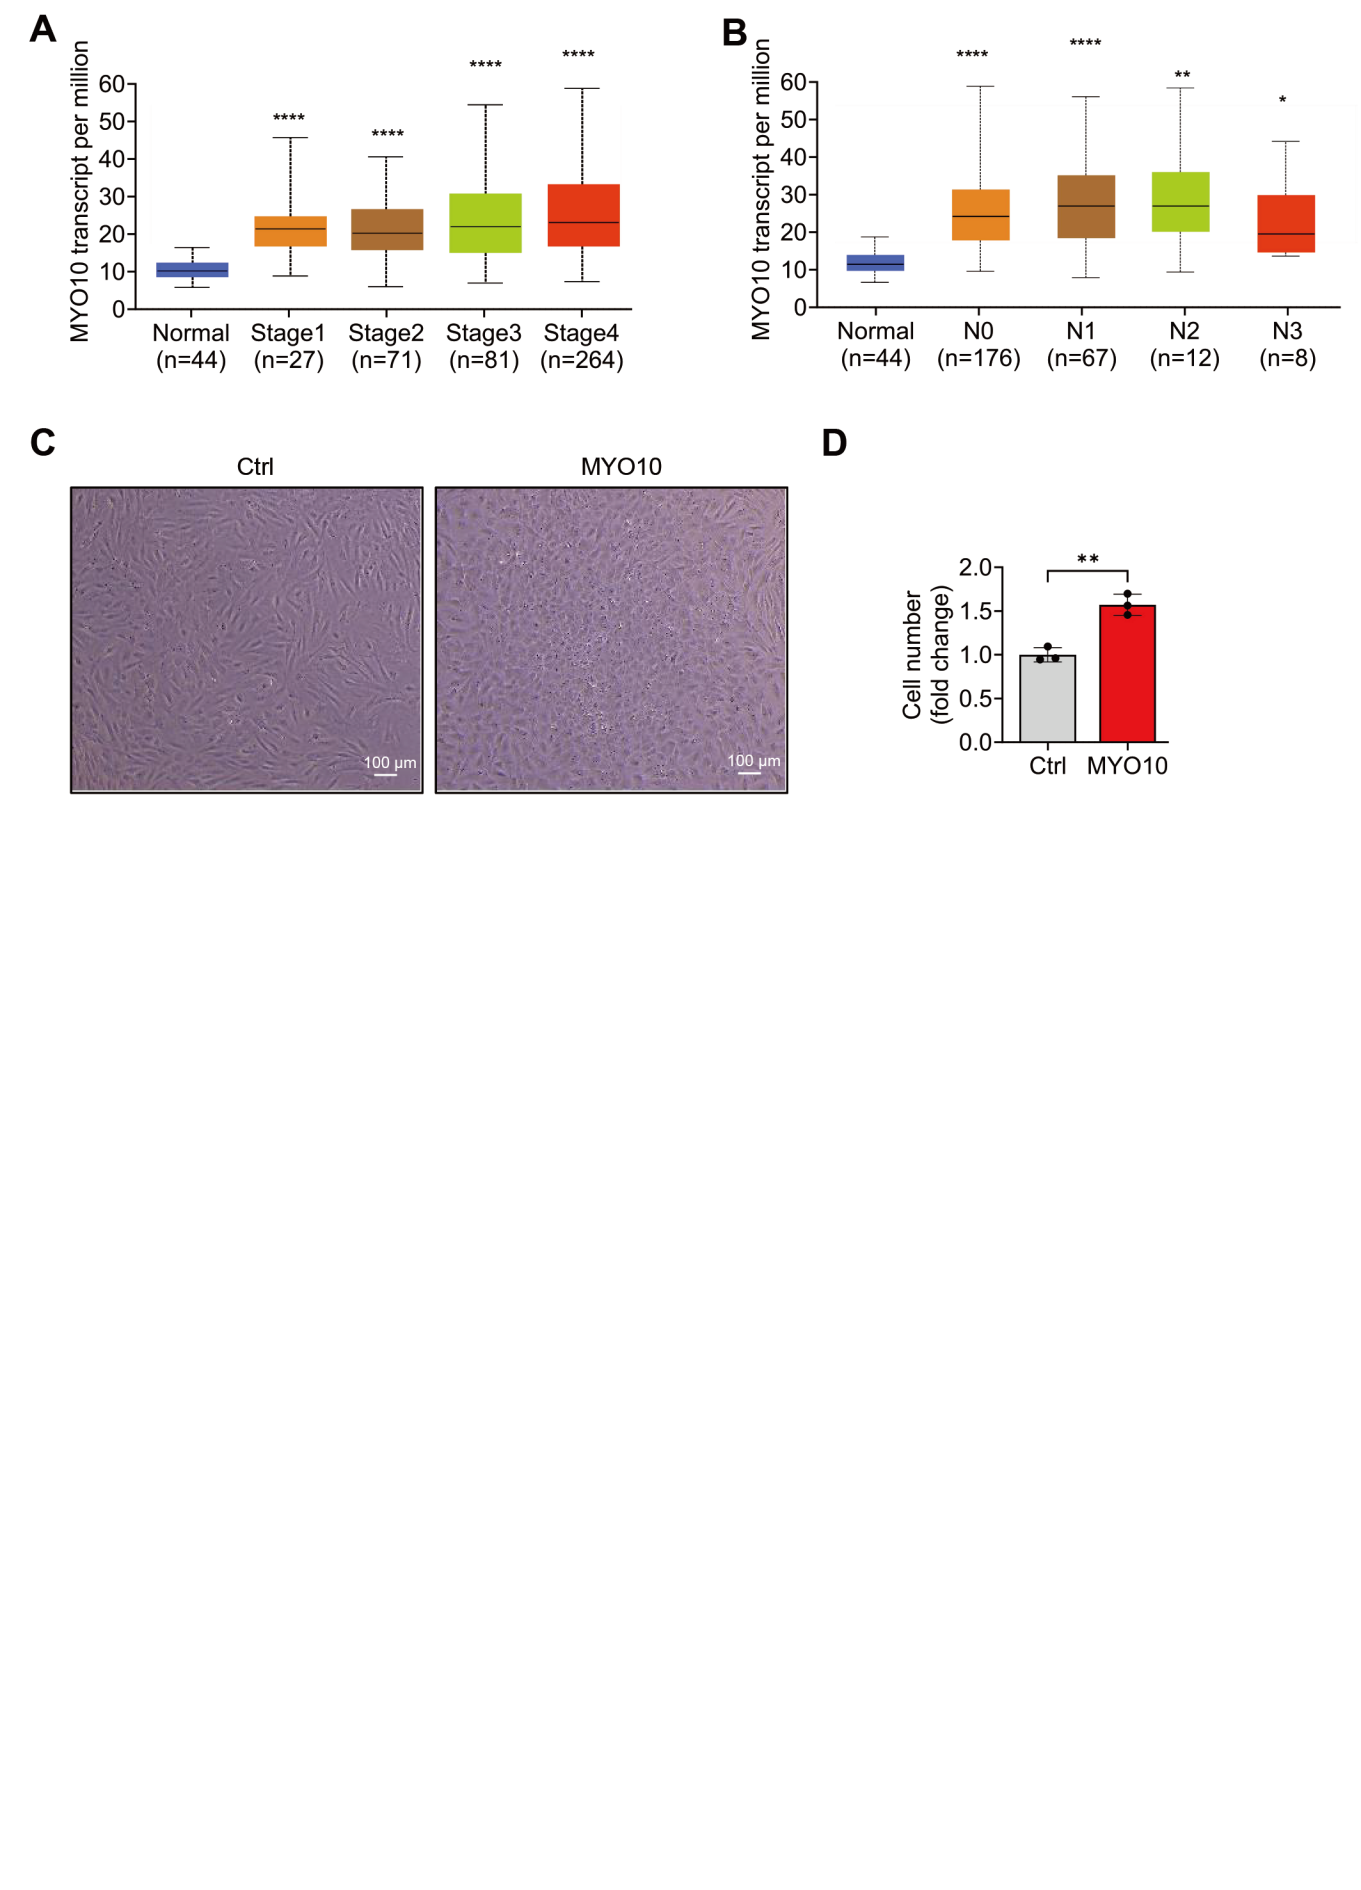 A
MYO10 transcript per million
60
50
40
30
20
10
0
****
****
****
****
Normal
(n=44)
Stage1
(n=27)
Stage2
(n=71)
Stage3
(n=81)
Stage4
(n=264)
B
MYO10 transcript per million
60
50
40
30
20
10
0
****
****
**
*
Normal
(n=44)
N0
(n=176)
N1
(n=67)
N2
(n=12)
N3
(n=8)
C
Ctrl
MYO10
100 μm
100 μm
D
Cell number
(fold change)
2.0
1.5
1.0
0.5
0.0
**
Ctrl
MYO10